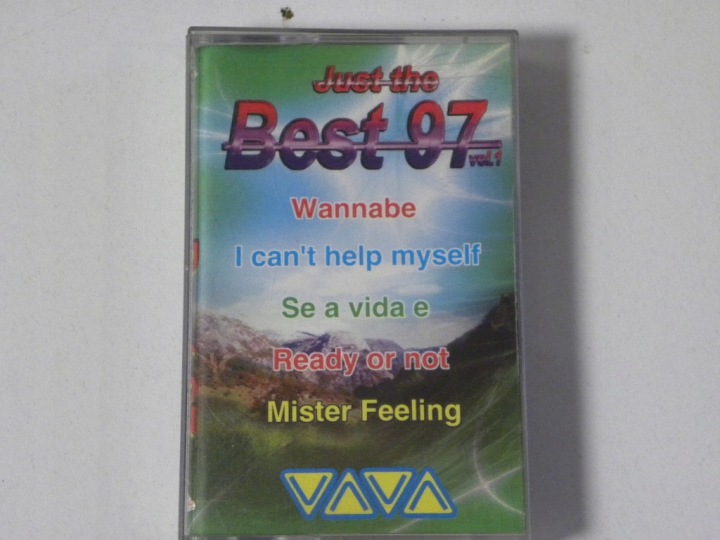 Just the
Best 97
vol.1
Wannabe
I can't help myself
Se a vida e
Ready or not
Mister Feeling
VAVA